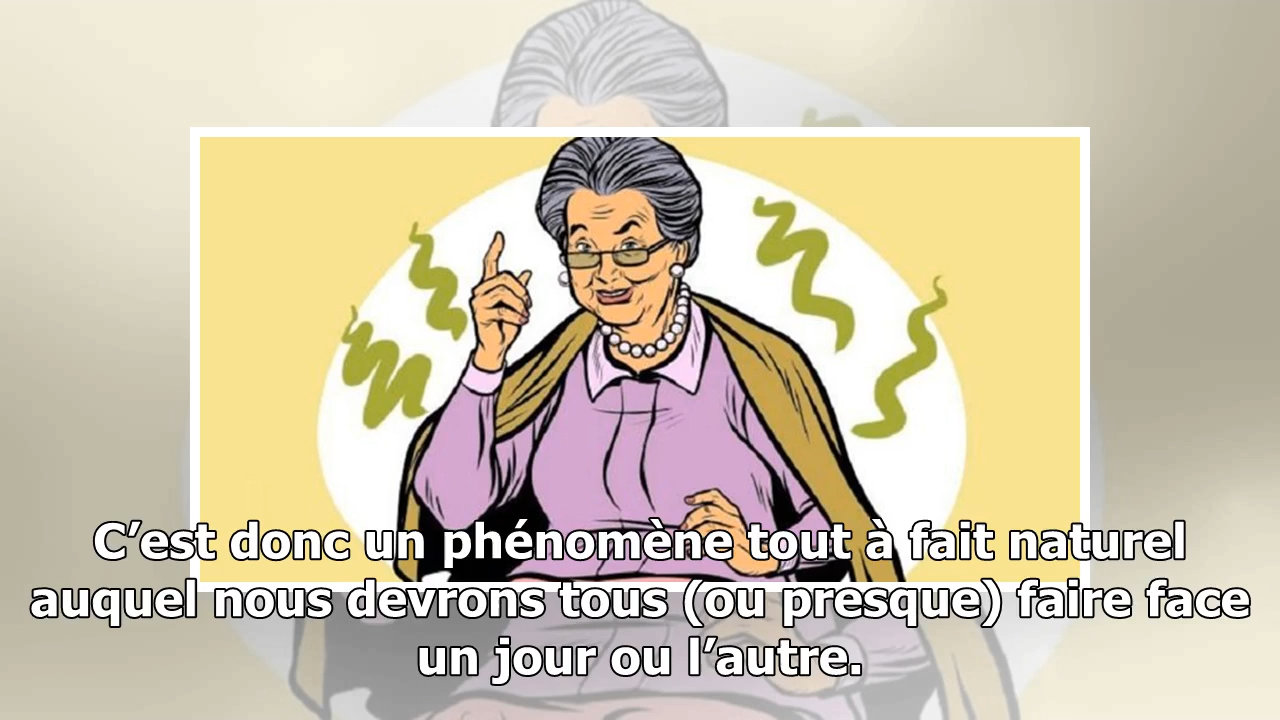 C’est donc un phénomène tout à fait naturel
auquel nous devrons tous (ou presque) faire face
un jour ou l’autre.